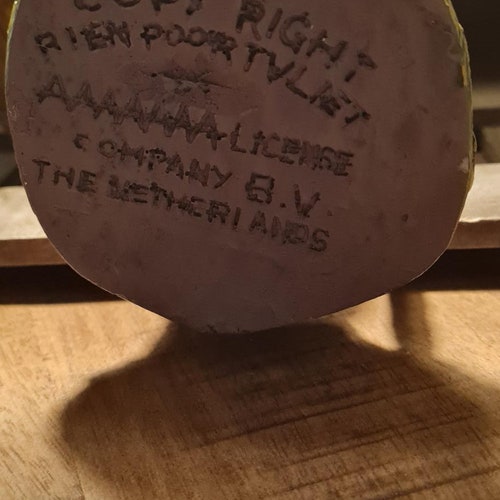 COPY RIGHT
RIEN POORTVLIET
LICENSE
COMPANY B.V.
THE NETHERLANDS